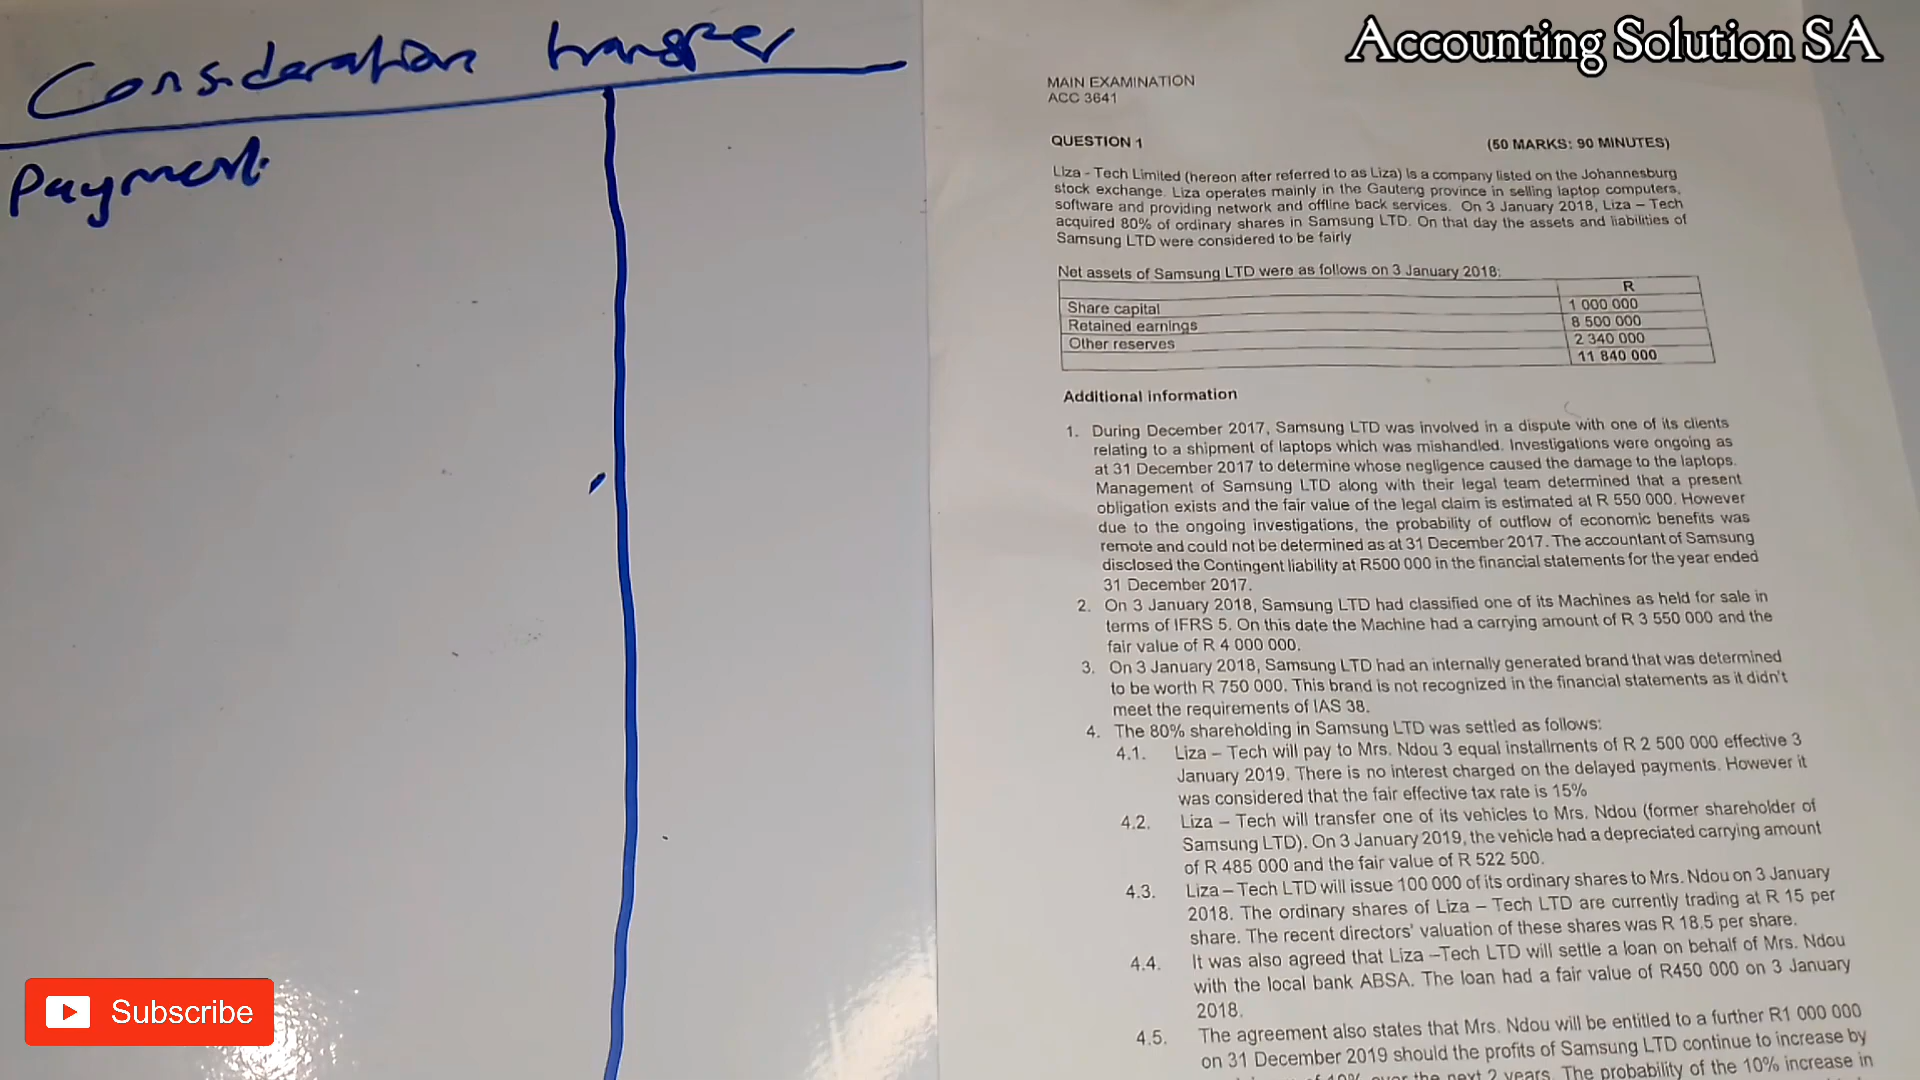 Consideration transfer
Payment
Accounting Solution SA
MAIN EXAMINATION
ACC 3641
QUESTION 1 (50 MARKS: 90 MINUTES)
Liza - Tech Limited (hereon after referred to as Liza) is a company listed on the Johannesburg
stock exchange. Liza operates mainly in the Gauteng province in selling laptop computers,
software and providing network and offline back services. On 3 January 2018, Liza – Tech
acquired 80% of ordinary shares in Samsung LTD. On that day the assets and liabilities of
Samsung LTD were considered to be fairly
Net assets of Samsung LTD were as follows on 3 January 2018:
R
Share capital 1 000 000
Retained earnings 8 500 000
Other reserves 2 340 000
11 840 000
Additional information
1. During December 2017, Samsung LTD was involved in a dispute with one of its clients
relating to a shipment of laptops which was mishandled. Investigations were ongoing as
at 31 December 2017 to determine whose negligence caused the damage to the laptops.
Management of Samsung LTD along with their legal team determined that a present
obligation exists and the fair value of the legal claim is estimated at R 550 000. However
due to the ongoing investigations, the probability of outflow of economic benefits was
remote and could not be determined as at 31 December 2017. The accountant of Samsung
disclosed the Contingent liability at R500 000 in the financial statements for the year ended
31 December 2017.
2. On 3 January 2018, Samsung LTD had classified one of its Machines as held for sale in
terms of IFRS 5. On this date the Machine had a carrying amount of R 3 550 000 and the
fair value of R 4 000 000.
3. On 3 January 2018, Samsung LTD had an internally generated brand that was determined
to be worth R 750 000. This brand is not recognized in the financial statements as it didn't
meet the requirements of IAS 38.
4. The 80% shareholding in Samsung LTD was settled as follows:
4.1. Liza – Tech will pay to Mrs. Ndou 3 equal installments of R 2 500 000 effective 3
January 2019. There is no interest charged on the delayed payments. However it
was considered that the fair effective tax rate is 15%
4.2. Liza – Tech will transfer one of its vehicles to Mrs. Ndou (former shareholder of
Samsung LTD). On 3 January 2019, the vehicle had a depreciated carrying amount
of R 485 000 and the fair value of R 522 500.
4.3. Liza – Tech LTD will issue 100 000 of its ordinary shares to Mrs. Ndou on 3 January
2018. The ordinary shares of Liza – Tech LTD are currently trading at R 15 per
share. The recent directors' valuation of these shares was R 18.5 per share.
4.4. It was also agreed that Liza –Tech LTD will settle a loan on behalf of Mrs. Ndou
with the local bank ABSA. The loan had a fair value of R450 000 on 3 January
2018.
4.5. The agreement also states that Mrs. Ndou will be entitled to a further R1 000 000
on 31 December 2019 should the profits of Samsung LTD continue to increase by
10% over the next 2 years. The probability of the 10% increase in
Subscribe